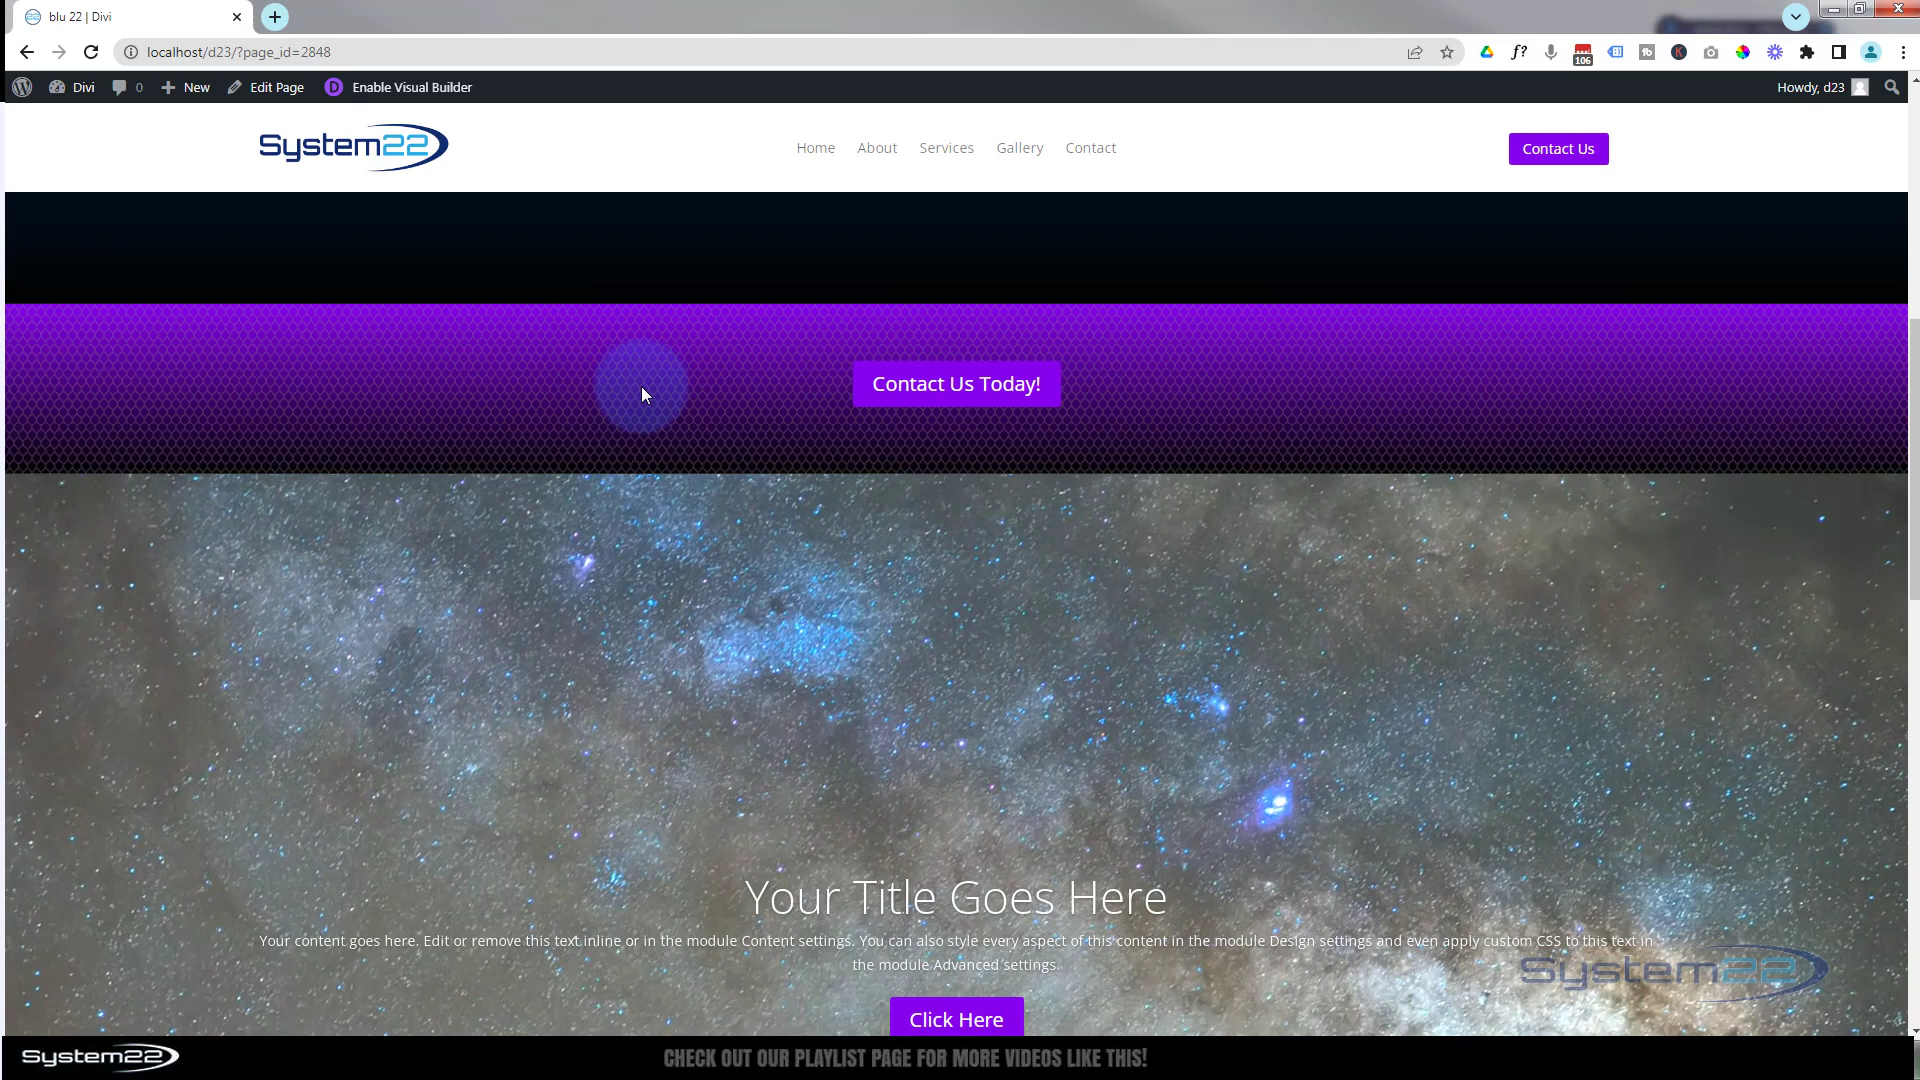 blu 22 | Divi
localhost/d23/?page_id=2848
f?
tb
K
106
Divi
0
New
Edit Page
D
Enable Visual Builder
Howdy, d23
System22
Home
About
Services
Gallery
Contact
Contact Us
Contact Us Today!
Your Title Goes Here
Your content goes here. Edit or remove this text inline or in the module Content settings. You can also style every aspect of this content in the module Design settings and even apply custom CSS to this text in
the module Advanced settings.
System22
Click Here
System22
CHECK OUT OUR PLAYLIST PAGE FOR MORE VIDEOS LIKE THIS!